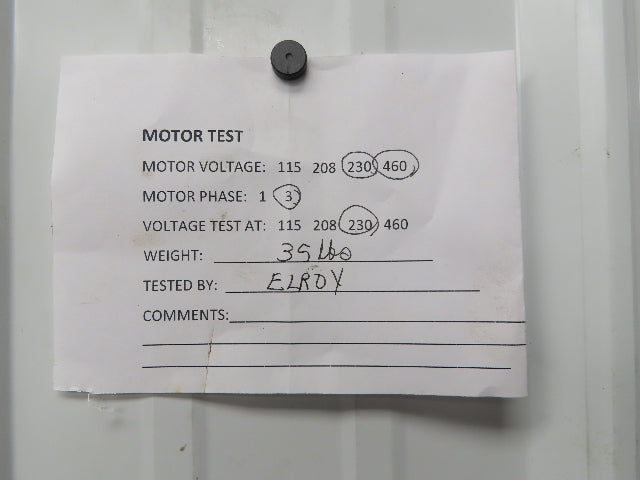 MOTOR TEST
MOTOR VOLTAGE: 115 208 230 460
MOTOR PHASE: 1 3
VOLTAGE TEST AT: 115 208 230 460
WEIGHT: 35 lbs
TESTED BY: ELROY
COMMENTS: